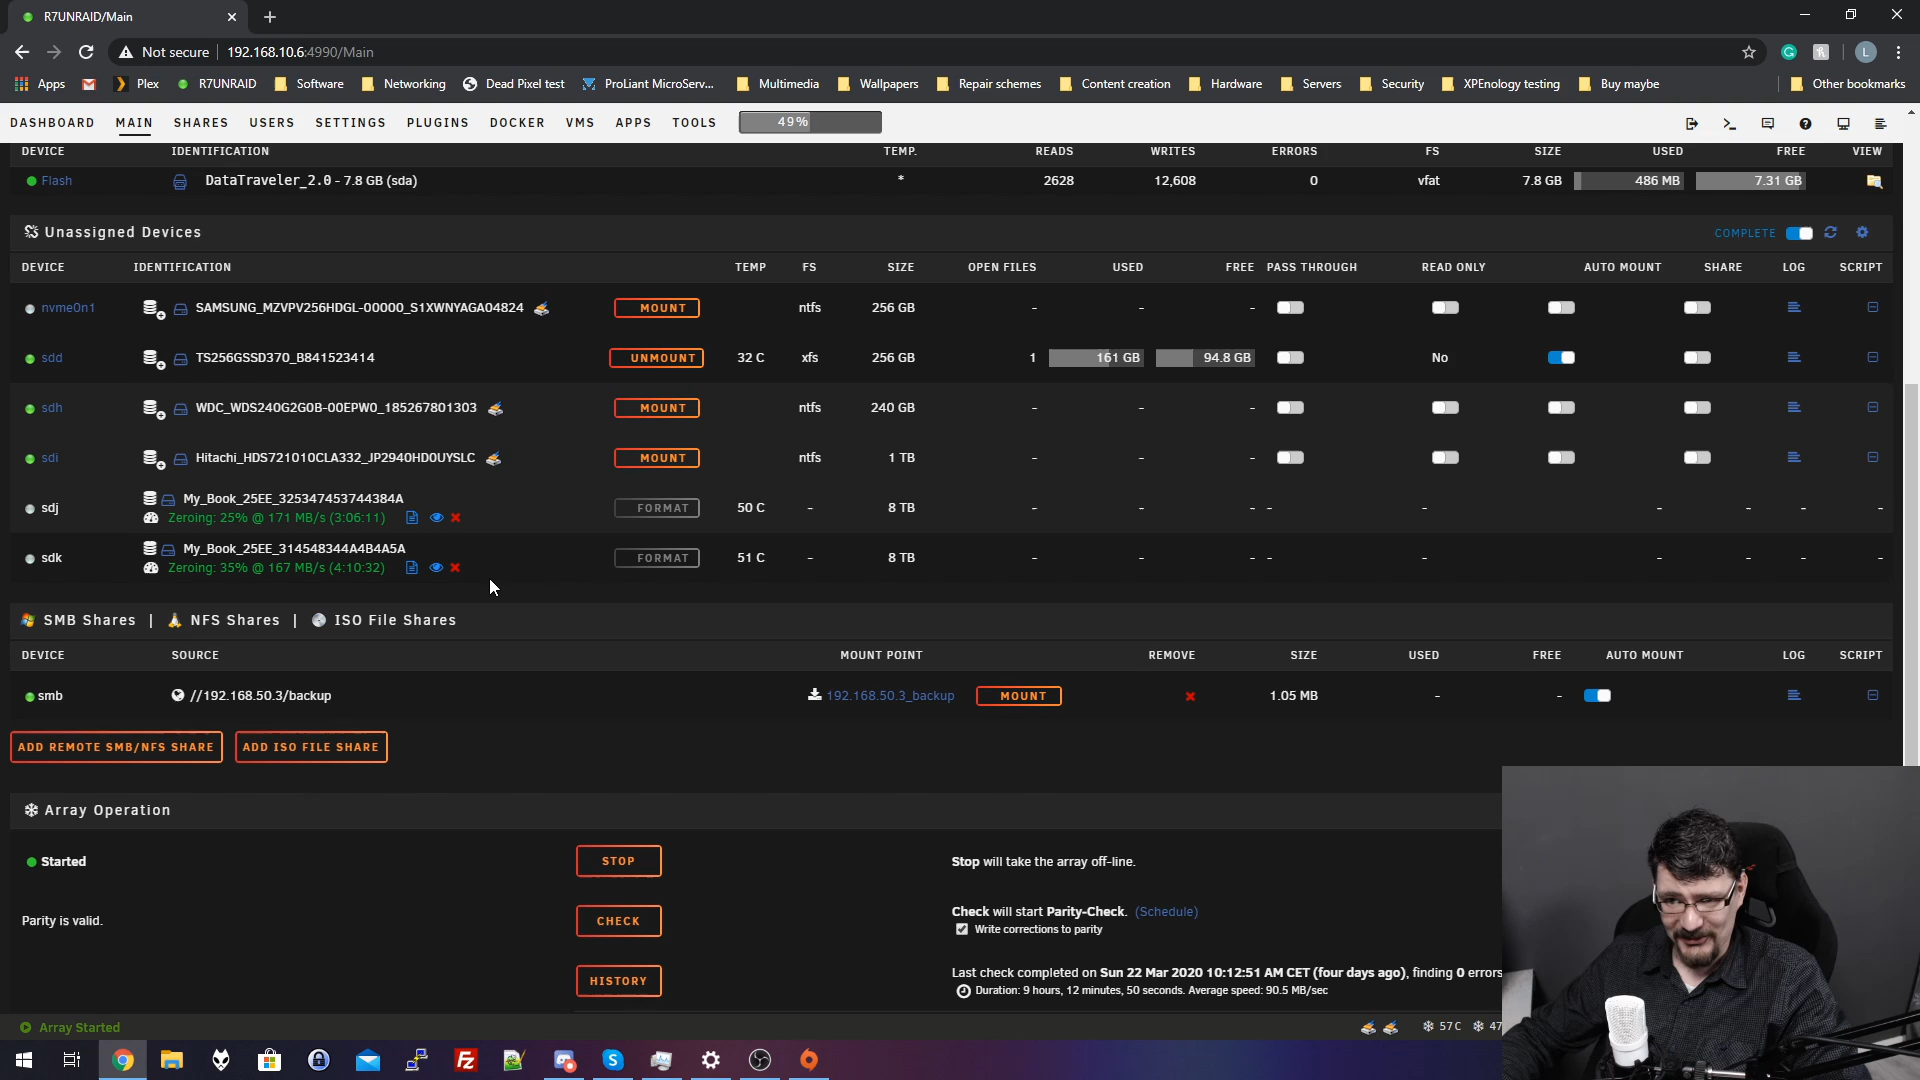 R7UNRAID/Main
Not secure
192.168.10.6:4990/Main
L
Apps
Plex
R7UNRAID
Software
Networking
Dead Pixel test
ProLiant MicroServ...
Multimedia
Wallpapers
Repair schemes
Content creation
Hardware
Servers
Security
XPEnology testing
Buy maybe
Other bookmarks
DASHBOARD MAIN SHARES USERS SETTINGS PLUGINS DOCKER VMS APPS TOOLS 49%
DEVICE IDENTIFICATION TEMP. READS WRITES ERRORS FS SIZE USED FREE VIEW
Flash DataTraveler_2.0 - 7.8 GB (sda) * 2628 12,608 0 vfat 7.8 GB 486 MB 7.31 GB
Unassigned Devices COMPLETE
DEVICE IDENTIFICATION TEMP FS SIZE OPEN FILES USED FREE PASS THROUGH READ ONLY AUTO MOUNT SHARE LOG SCRIPT
nvme0n1 SAMSUNG_MZVPV256HDGL-00000_S1XWNYAGA04824 MOUNT ntfs 256 GB - - -
sdd TS256GSSD370_B841523414 UNMOUNT 32 C xfs 256 GB 1 161 GB 94.8 GB No
sdh WDC_WDS240G2G0B-00EPW0_185267801303 MOUNT ntfs 240 GB - - -
sdi Hitachi_HDS721010CLA332_JP2940HD0UYSLC MOUNT ntfs 1 TB - - -
sdj My_Book_25EE_325347453744384A FORMAT 50 C - 8 TB - - - - - - - - -
Zeroing: 25% @ 171 MB/s (3:06:11)
sdk My_Book_25EE_314548344A4B4A5A FORMAT 51 C - 8 TB - - - - - - - - -
Zeroing: 35% @ 167 MB/s (4:10:32)
SMB Shares | NFS Shares | ISO File Shares
DEVICE SOURCE MOUNT POINT REMOVE SIZE USED FREE AUTO MOUNT LOG SCRIPT
smb //192.168.50.3/backup 192.168.50.3_backup MOUNT 1.05 MB - -
ADD REMOTE SMB/NFS SHARE ADD ISO FILE SHARE
Array Operation
Started STOP Stop will take the array off-line.
Parity is valid. CHECK Check will start Parity-Check. (Schedule)
Write corrections to parity
HISTORY Last check completed on Sun 22 Mar 2020 10:12:51 AM CET (four days ago), finding 0 errors
Duration: 9 hours, 12 minutes, 50 seconds. Average speed: 90.5 MB/sec
Array Started 57C 47